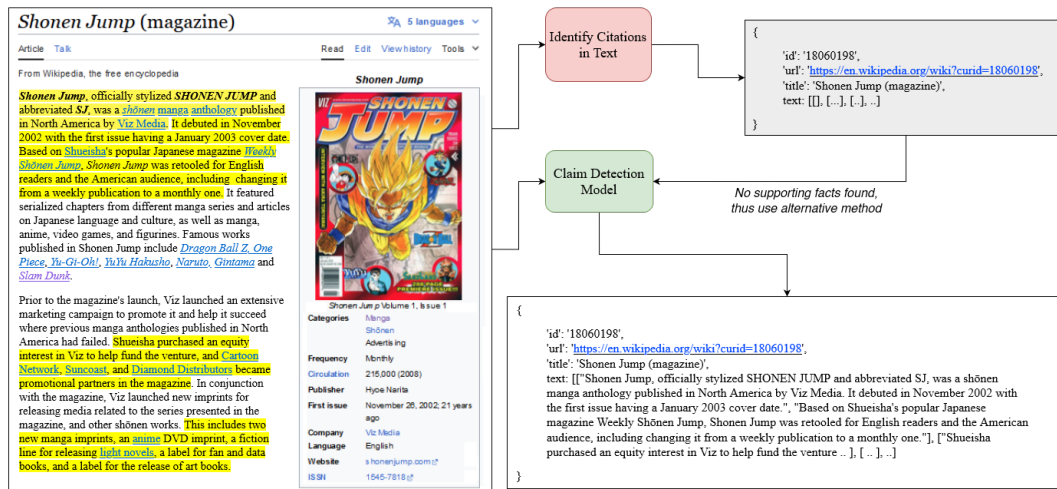 Shonen Jump (magazine)
5 languages
Article Talk
Read Edit View history Tools
From Wikipedia, the free encyclopedia
Shonen Jump, officially stylized SHONEN JUMP and
abbreviated SJ, was a shōnen manga anthology published
in North America by Viz Media. It debuted in November
2002 with the first issue having a January 2003 cover date.
Based on Shueisha's popular Japanese magazine Weekly
Shōnen Jump, Shonen Jump was retooled for English
readers and the American audience, including changing it
from a weekly publication to a monthly one. It featured
serialized chapters from different manga series and articles
on Japanese language and culture, as well as manga,
anime, video games, and figurines. Famous works
published in Shonen Jump include Dragon Ball Z, One
Piece, Yu-Gi-Oh!, YuYu Hakusho, Naruto, Gintama and
Slam Dunk.
Prior to the magazine's launch, Viz launched an extensive
marketing campaign to promote it and help it succeed
where previous manga anthologies published in North
America had failed. Shueisha purchased an equity
interest in Viz to help fund the venture, and Cartoon
Network, Suncoast, and Diamond Distributors became
promotional partners in the magazine. In conjunction
with the magazine, Viz launched new imprints for
releasing media related to the series presented in the
magazine, and other shōnen works. This includes two
new manga imprints, an anime DVD imprint, a fiction
line for releasing light novels, a label for fan and data
books, and a label for the release of art books.
Shonen Jump
VIZ
SHONEN
JUMP
Shonen Jump Volume 1, Issue 1
Categories Manga
Shōnen
Advertising
Frequency Monthly
Circulation 215,000 (2008)
Publisher Hyoe Narita
First issue November 26, 2002; 21 years
ago
Company Viz Media
Language English
Website shonenjump.com
ISSN 1545-7818
Identify Citations
in Text
{
'id': '18060198',
'url': 'https://en.wikipedia.org/wiki?curid=18060198',
'title': 'Shonen Jump (magazine)',
text: [[], [...], [..], ..]
}
Claim Detection
Model
No supporting facts found,
thus use alternative method
{
'id': '18060198',
'url': 'https://en.wikipedia.org/wiki?curid=18060198',
'title': 'Shonen Jump (magazine)',
text: [["Shonen Jump, officially stylized SHONEN JUMP and abbreviated SJ, was a shōnen
manga anthology published in North America by Viz Media. It debuted in November 2002 with
the first issue having a January 2003 cover date.", "Based on Shueisha's popular Japanese
magazine Weekly Shōnen Jump, Shonen Jump was retooled for English readers and the American
audience, including changing it from a weekly publication to a monthly one."], ["Shueisha
purchased an equity interest in Viz to help fund the venture .. ], [ .. ], ..]
}